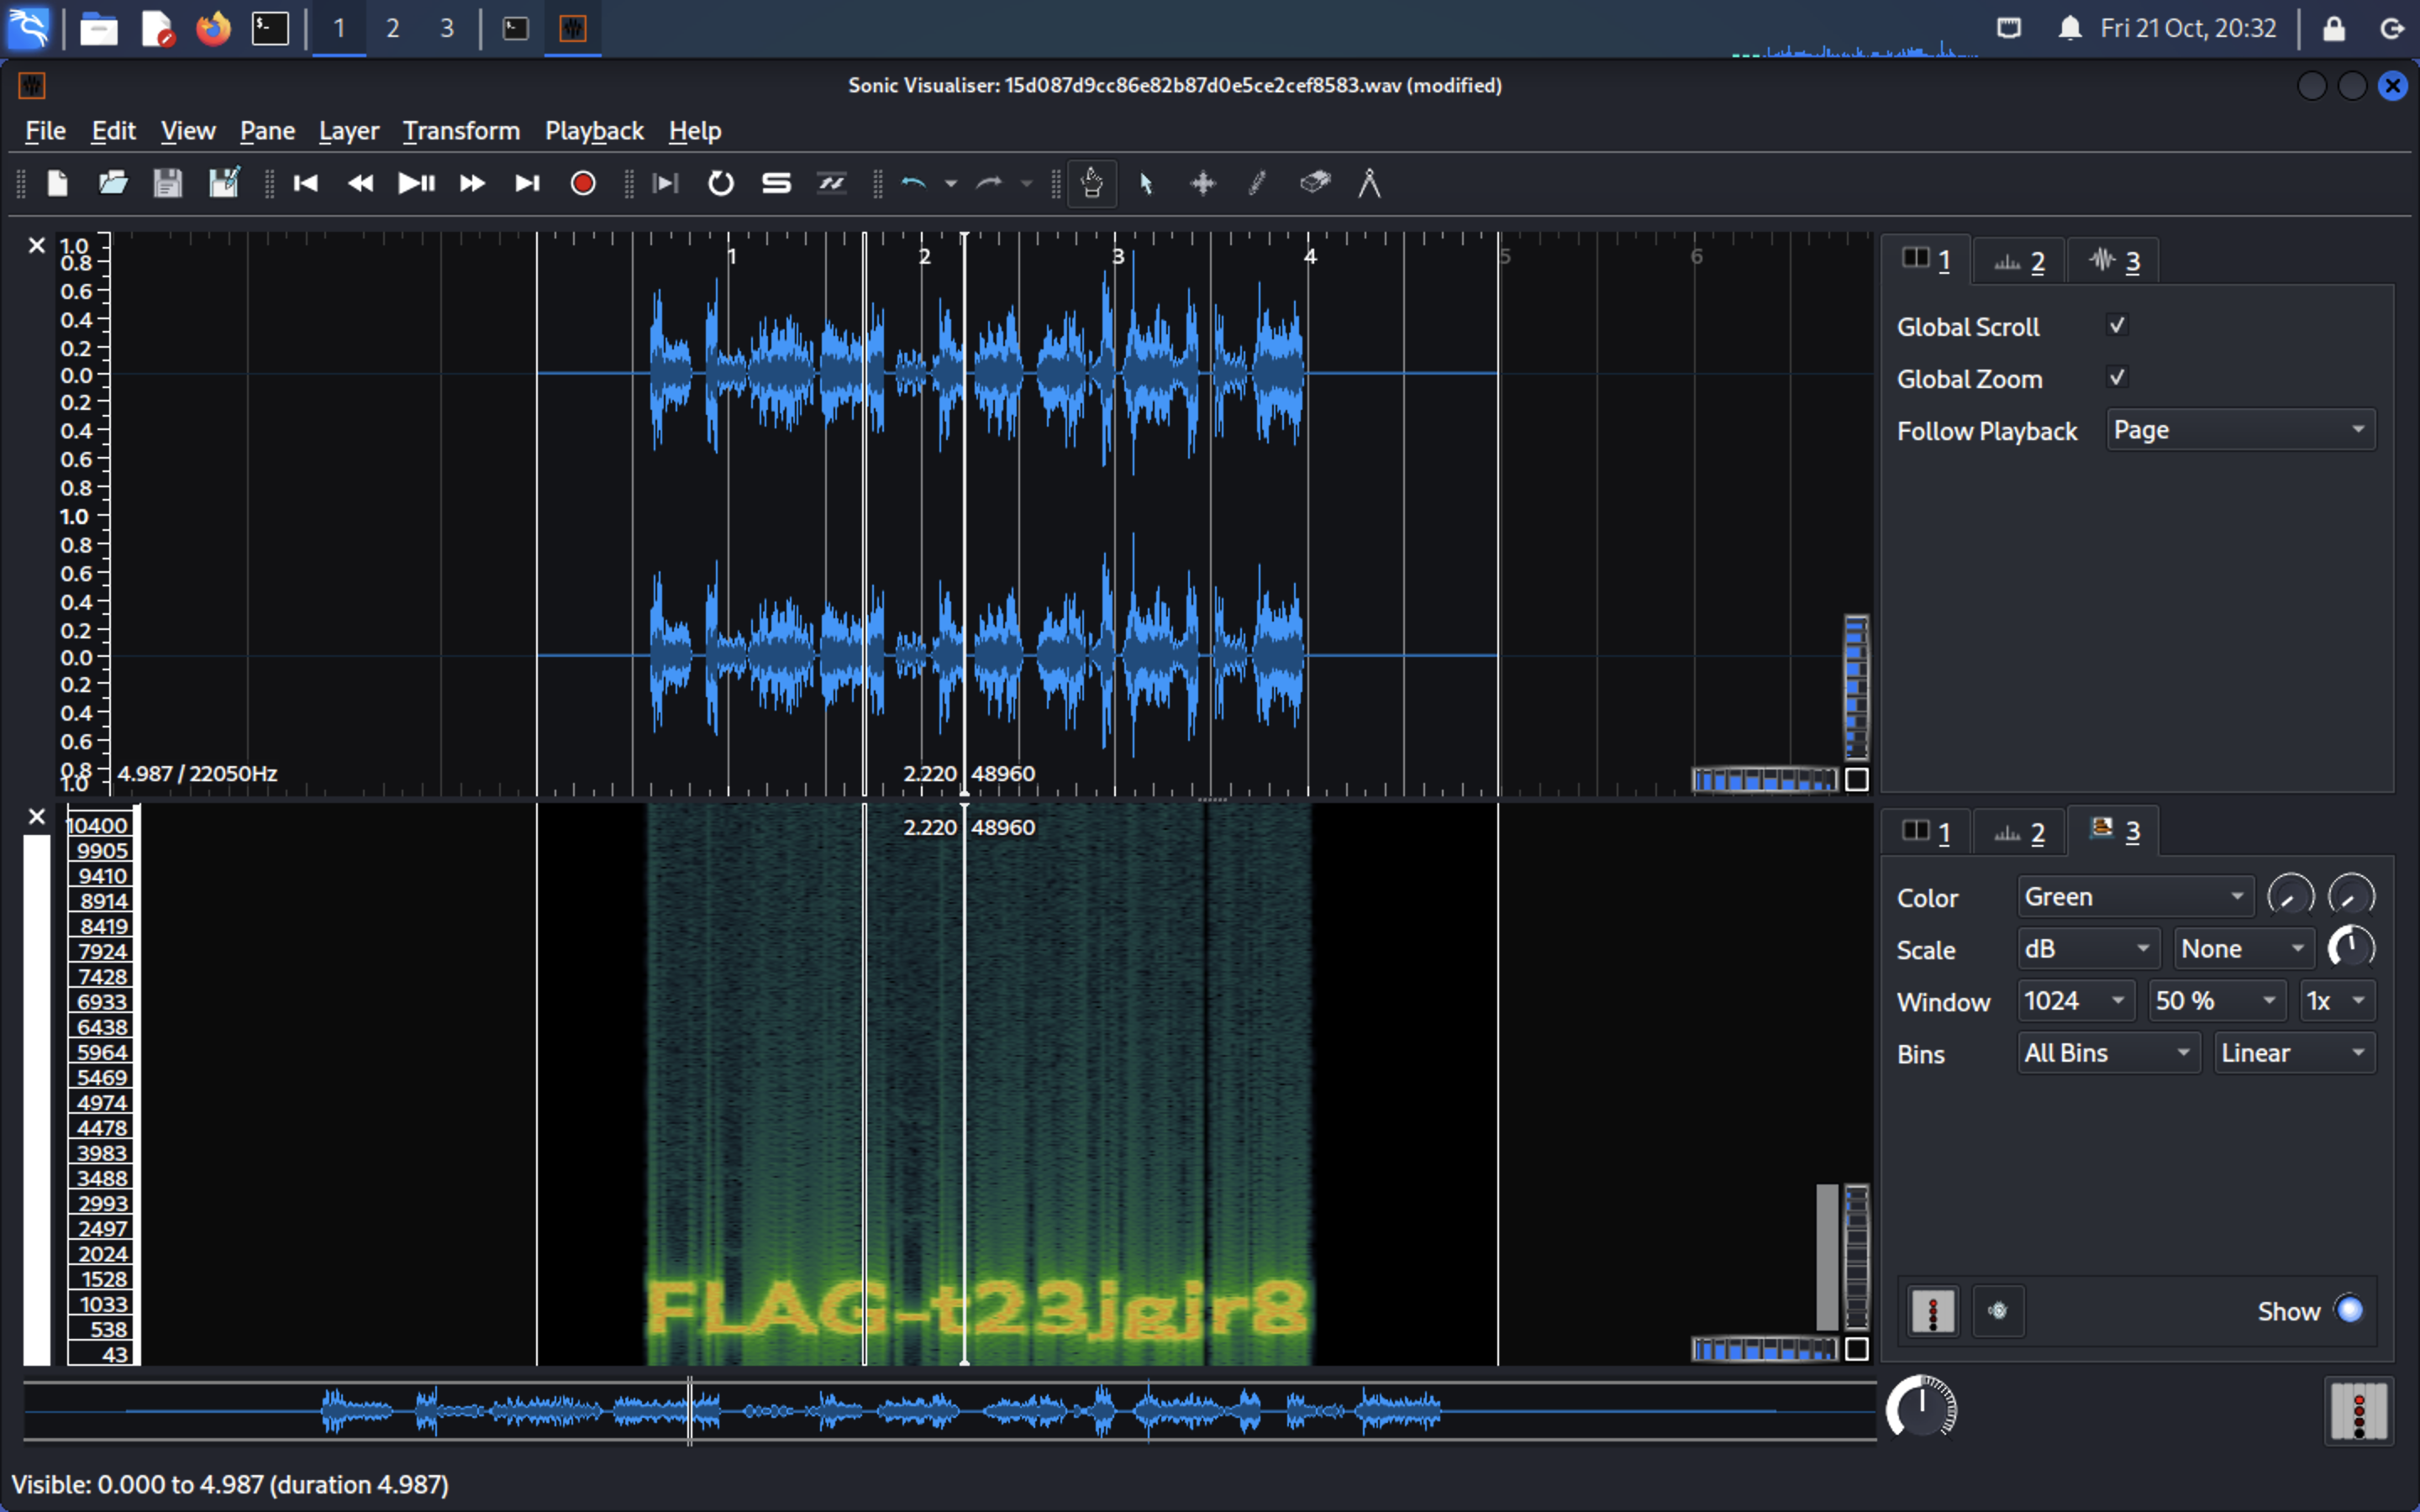 1 2 3 Fri 21 Oct, 20:32
Sonic Visualiser: 15d087d9cc86e82b87d0e5ce2cef8583.wav (modified)
File Edit View Pane Layer Transform Playback Help
1.0
0.8
0.6
0.4
0.2
0.0
0.2
0.4
0.6
0.8
1.0
0.8
0.6
0.4
0.2
0.0
0.2
0.4
0.6
0.8
1.0
1 2 3 4 5 6
4.987 / 22050Hz
2.220 48960
1 2 3
Global Scroll
Global Zoom
Follow Playback Page
10400
9905
9410
8914
8419
7924
7428
6933
6438
5964
5469
4974
4478
3983
3488
2993
2497
2024
1528
1033
538
43
2.220 48960
FLAG-t23jgjr8
1 2 3
Color Green
Scale dB None
Window 1024 50 % 1x
Bins All Bins Linear
Show
Visible: 0.000 to 4.987 (duration 4.987)